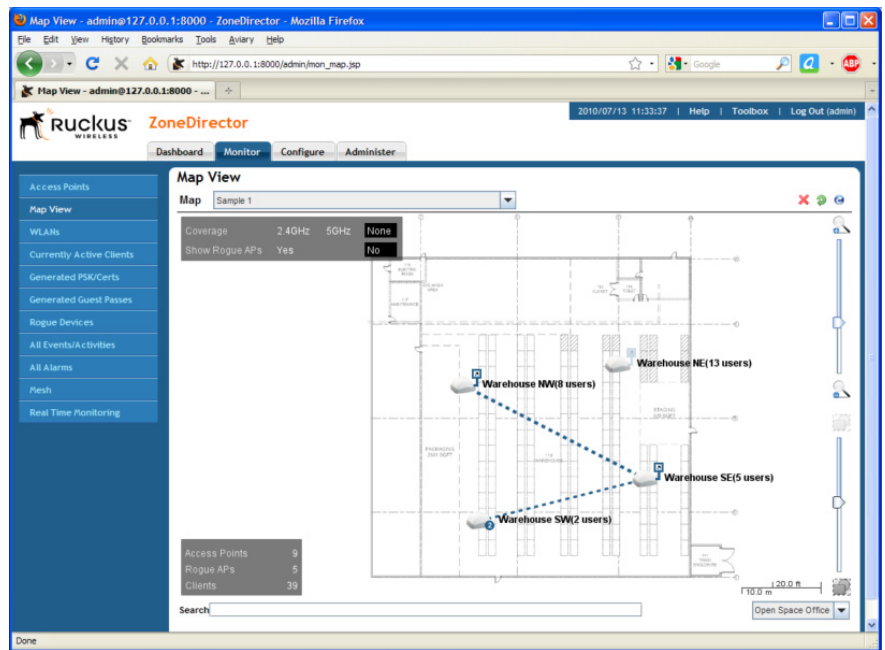 Map View - admin@127.0.0.1:8000 - ZoneDirector - Mozilla Firefox
File Edit View History Bookmarks Tools Aviary Help
http://127.0.0.1:8000/admin/mon_map.jsp
Google
ABP
Map View - admin@127.0.0.1:8000 - ...
2010/07/13 11:33:37 | Help | Toolbox | Log Out (admin)
Ruckus WIRELESS
ZoneDirector
Dashboard Monitor Configure Administer
Access Points
Map View
WLANs
Currently Active Clients
Generated PSK/Certs
Generated Guest Passes
Rogue Devices
All Events/Activities
All Alarms
Mesh
Real Time Monitoring
Map View
Map Sample 1
Coverage 2.4GHz 5GHz None
Show Rogue APs Yes No
Warehouse NE(13 users)
Warehouse NW(8 users)
Warehouse SE(5 users)
Warehouse SW(2 users)
2
Access Points 9
Rogue APs 5
Clients 39
20.0 ft
10.0 m
Search
Open Space Office
Done